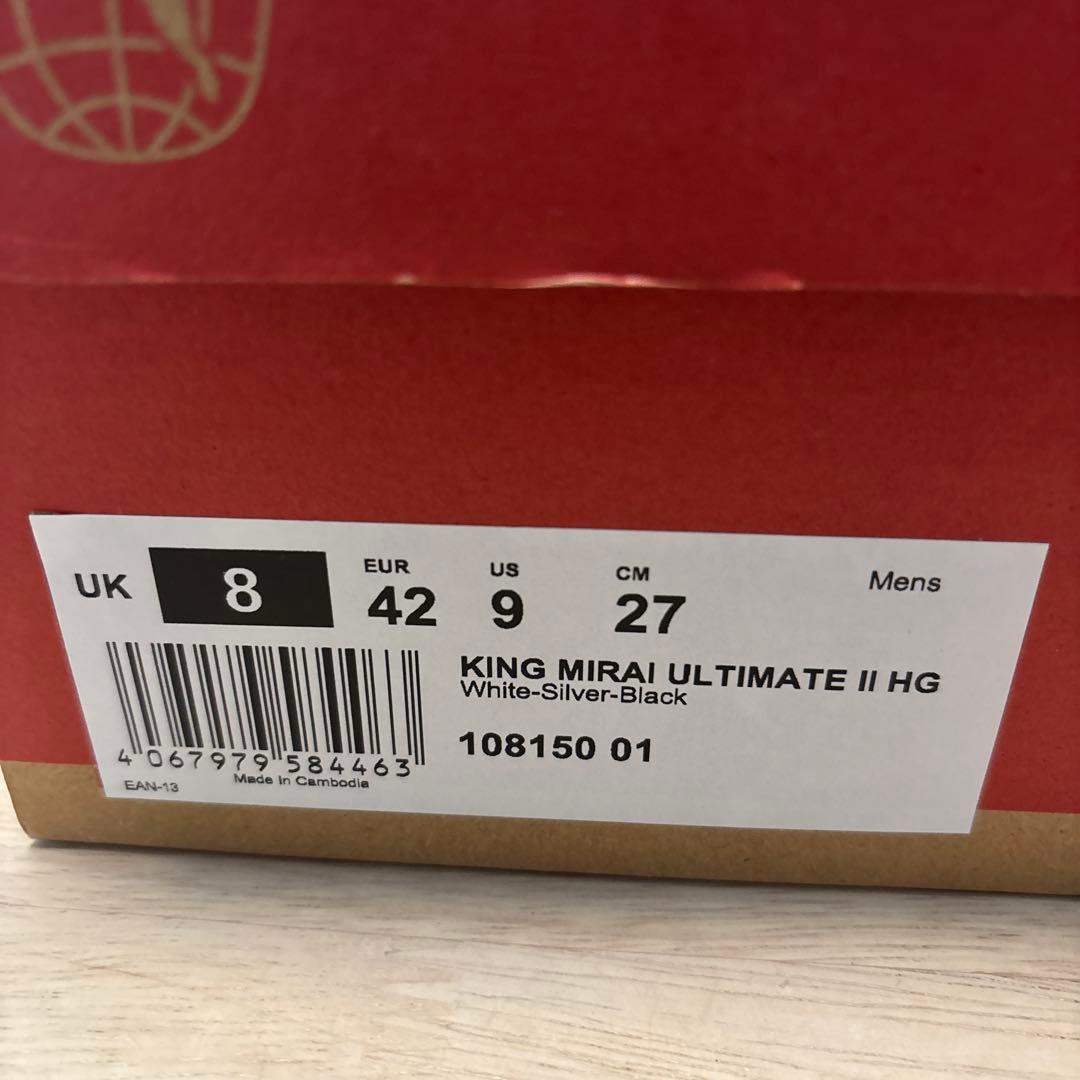 UK 8 EUR 42 US 9 CM 27 Mens
KING MIRAI ULTIMATE II HG
White-Silver-Black
108150 01
4 067979 584463
EAN-13 Made in Cambodia